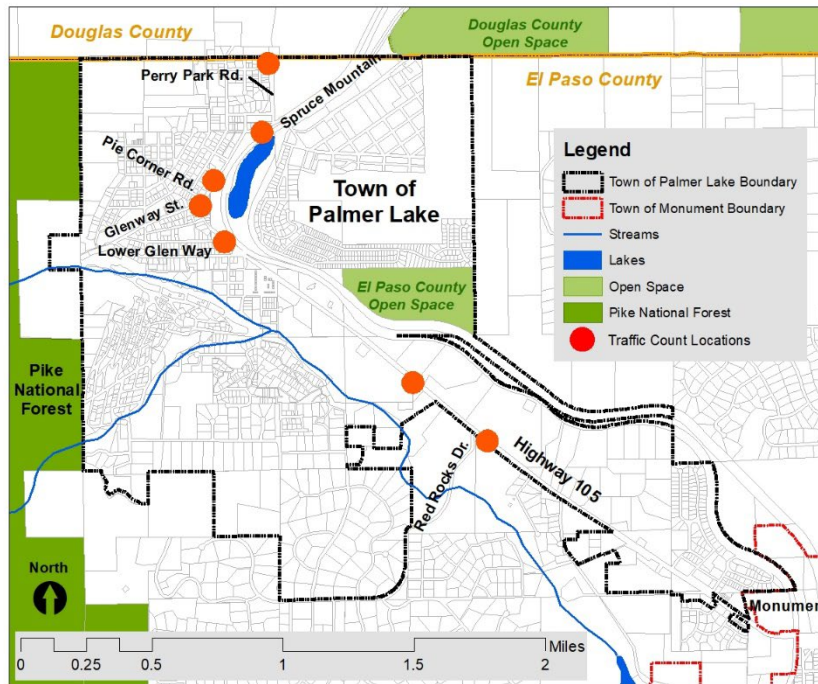 Douglas County
Douglas County
Open Space
Perry Park Rd.
Spruce Mountain
El Paso County
Pie Corner Rd.
Glenway St.
Lower Glen Way
Town of
Palmer Lake
El Paso County
Open Space
Legend
Town of Palmer Lake Boundary
Town of Monument Boundary
Streams
Lakes
Open Space
Pike National Forest
Traffic Count Locations
Pike
National
Forest
Red Rocks Dr.
Highway 105
North
Monumen
Miles
0 0.25 0.5 1 1.5 2